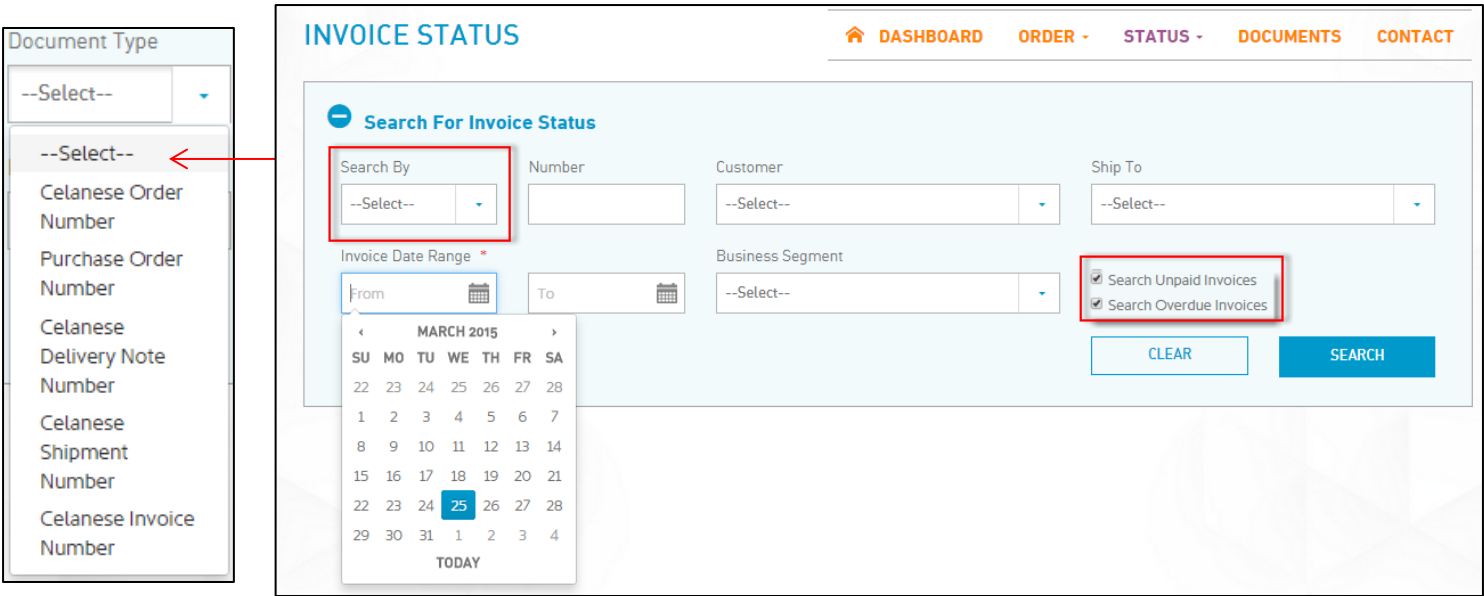 Document Type
--Select--
--Select--
Celanese Order
Number
Purchase Order
Number
Celanese
Delivery Note
Number
Celanese
Shipment
Number
Celanese Invoice
Number
INVOICE STATUS
DASHBOARD ORDER STATUS DOCUMENTS CONTACT
Search For Invoice Status
Search By Number Customer Ship To
--Select-- --Select-- --Select--
Invoice Date Range * Business Segment
From To --Select--
Search Unpaid Invoices
Search Overdue Invoices
CLEAR SEARCH
‹ MARCH 2015 ›
SU MO TU WE TH FR SA
22 23 24 25 26 27 28
1 2 3 4 5 6 7
8 9 10 11 12 13 14
15 16 17 18 19 20 21
22 23 24 25 26 27 28
29 30 31 1 2 3 4
TODAY